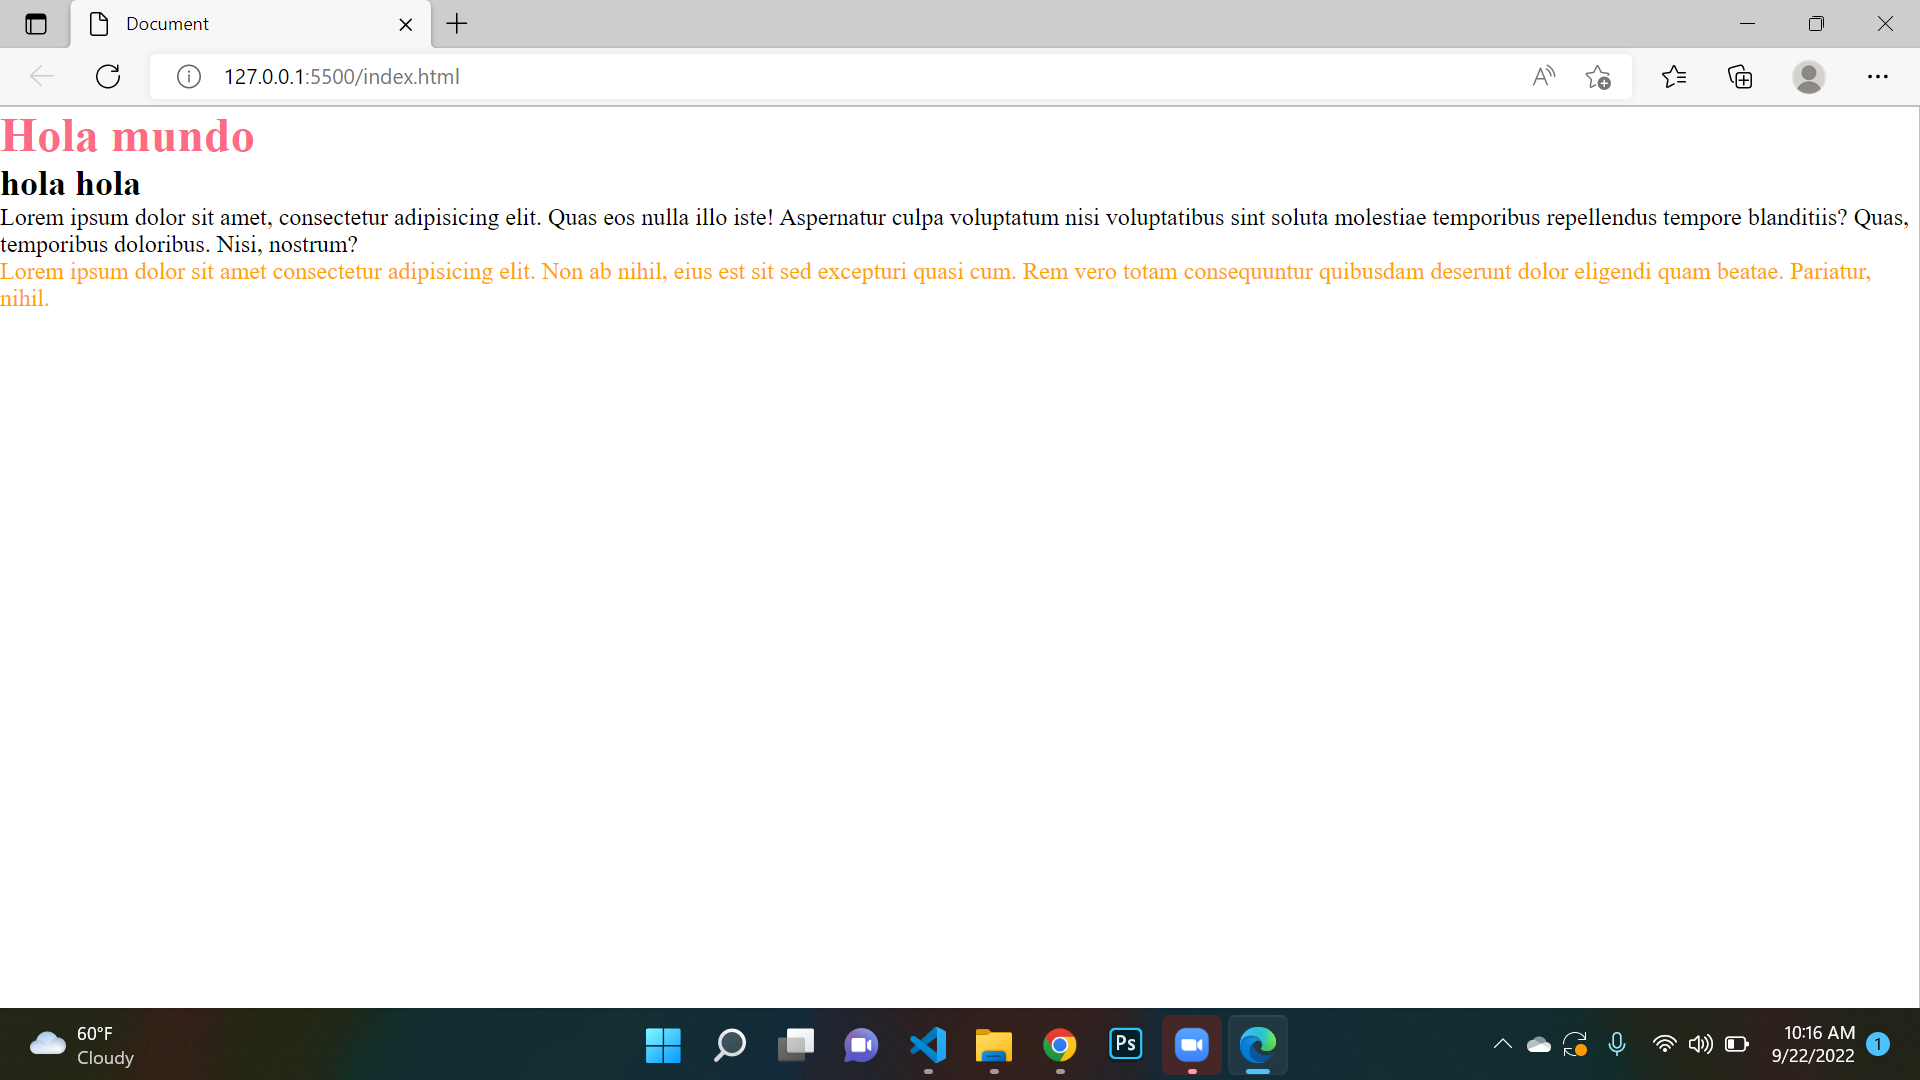 Document
127.0.0.1:5500/index.html
Hola mundo
hola hola
Lorem ipsum dolor sit amet, consectetur adipisicing elit. Quas eos nulla illo iste! Aspernatur culpa voluptatum nisi voluptatibus sint soluta molestiae temporibus repellendus tempore blanditiis? Quas,
temporibus doloribus. Nisi, nostrum?
Lorem ipsum dolor sit amet consectetur adipisicing elit. Non ab nihil, eius est sit sed excepturi quasi cum. Rem vero totam consequuntur quibusdam deserunt dolor eligendi quam beatae. Pariatur,
nihil.
60°F
Cloudy
Ps
10:16 AM
9/22/2022
1